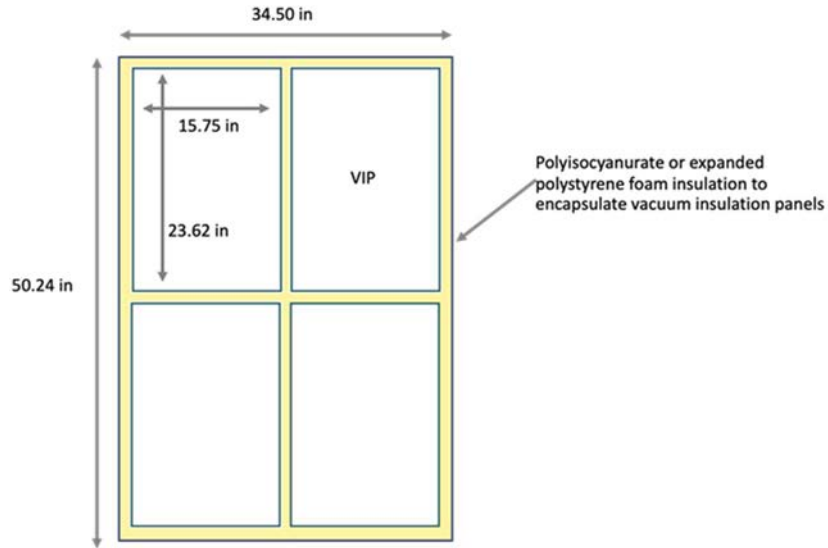 34.50 in
15.75 in
VIP
23.62 in
50.24 in
Polyisocyanurate or expanded
polystyrene foam insulation to
encapsulate vacuum insulation panels